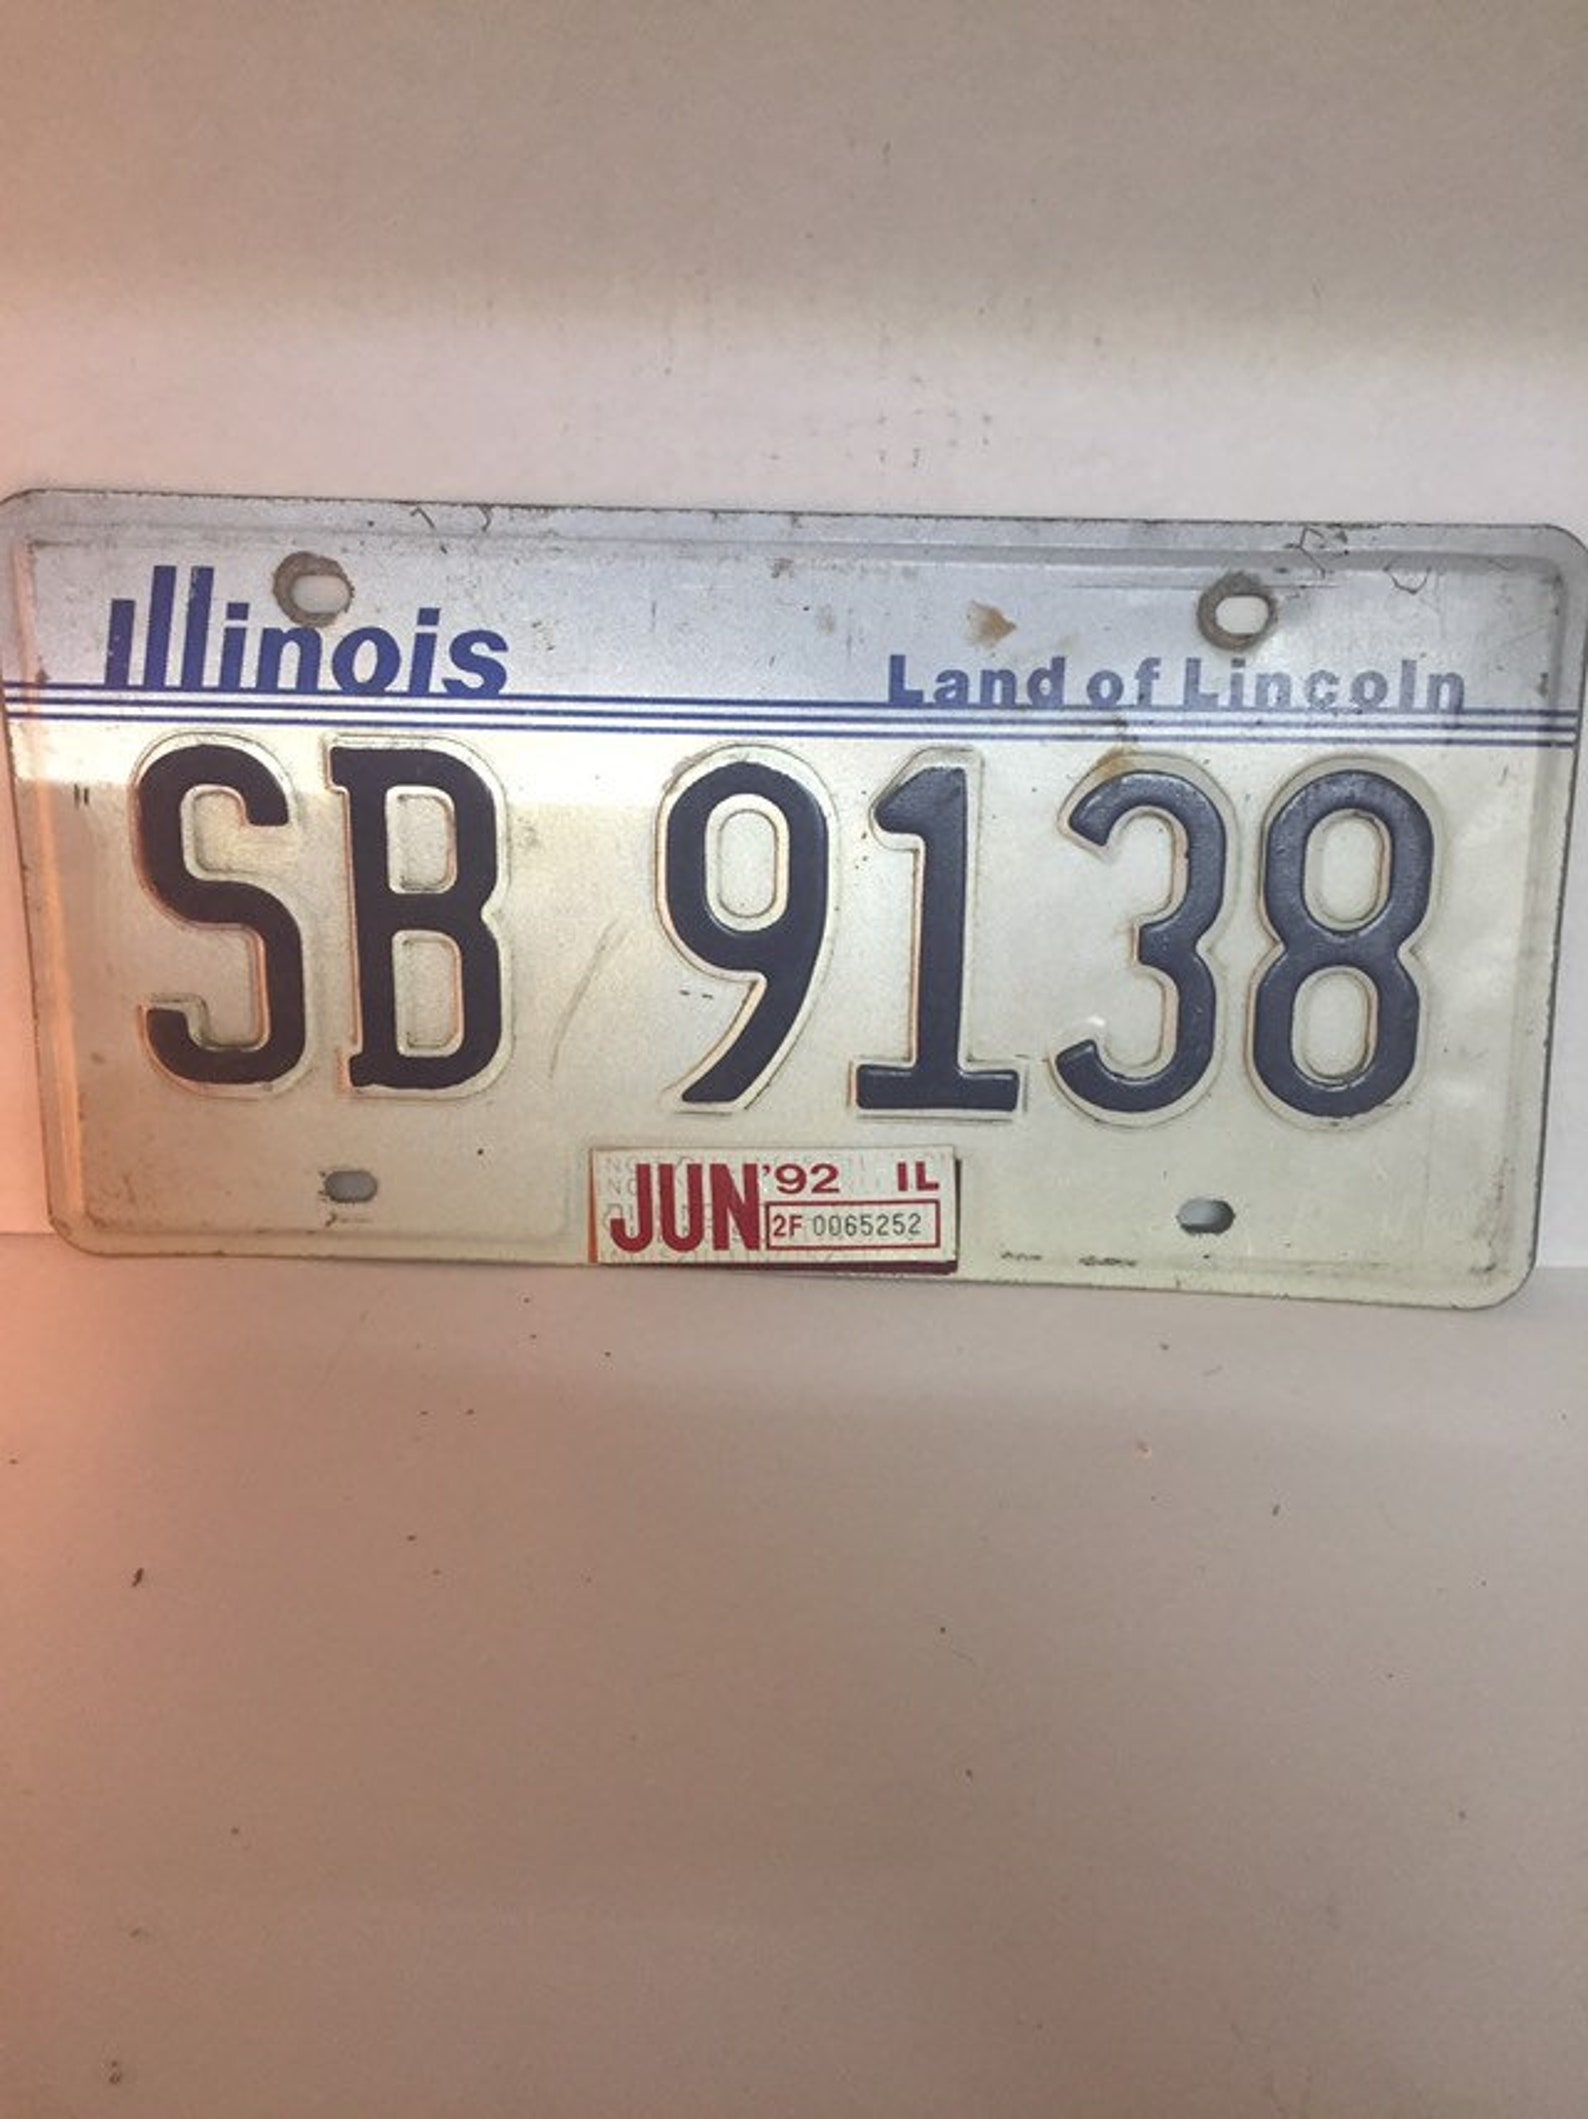 Illinois
Land of Lincoln
SB 9138
JUN '92 IL
2F 0065252